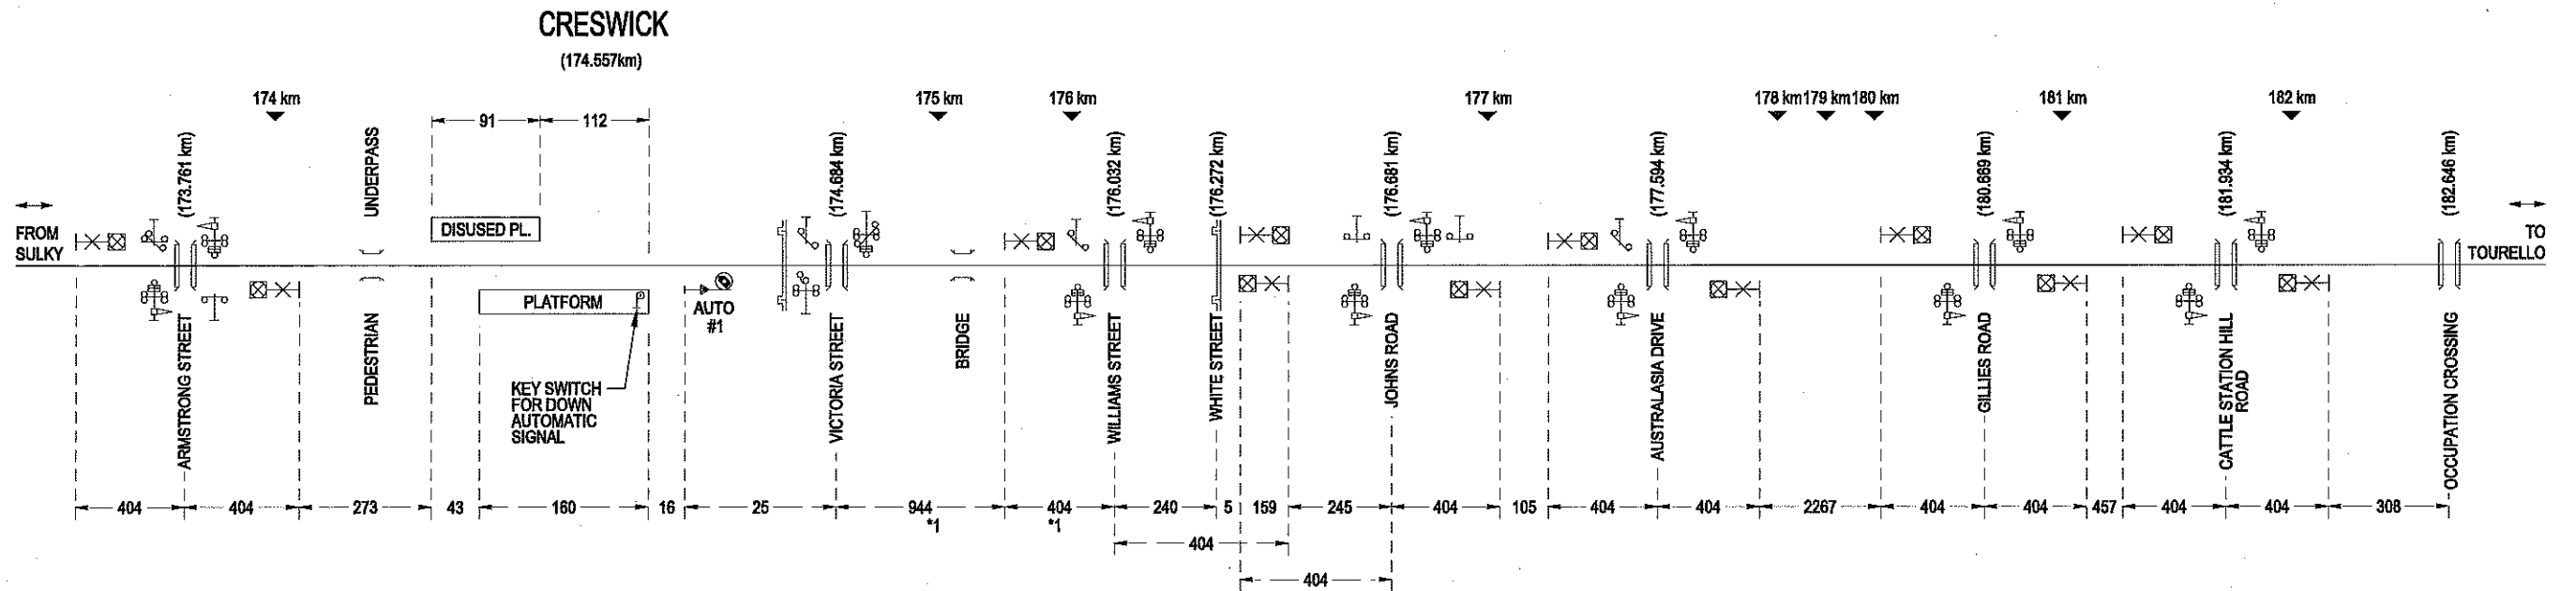 CRESWICK
(174.557km)
174 km
175 km
176 km
177 km
178 km
179 km
180 km
181 km
182 km
91
112
(173.761 km)
UNDERPASS
(174.684 km)
(176.032 km)
(176.272 km)
(176.681 km)
(177.594 km)
(180.669 km)
(181.934 km)
(182.646 km)
FROM
SULKY
DISUSED PL.
TO
TOURELLO
PLATFORM
AUTO
#1
KEY SWITCH
FOR DOWN
AUTOMATIC
SIGNAL
ARMSTRONG STREET
PEDESTRIAN
VICTORIA STREET
BRIDGE
WILLIAMS STREET
WHITE STREET
JOHNS ROAD
AUSTRALASIA DRIVE
GILLIES ROAD
CATTLE STATION HILL
ROAD
OCCUPATION CROSSING
404
404
273
43
160
16
25
944
*1
404
*1
240
5
159
245
404
105
404
404
2267
404
404
457
404
404
308
404
404